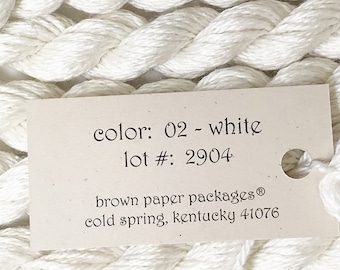 color: 02 - white
lot #: 2904
brown paper packages®
cold spring, kentucky 41076